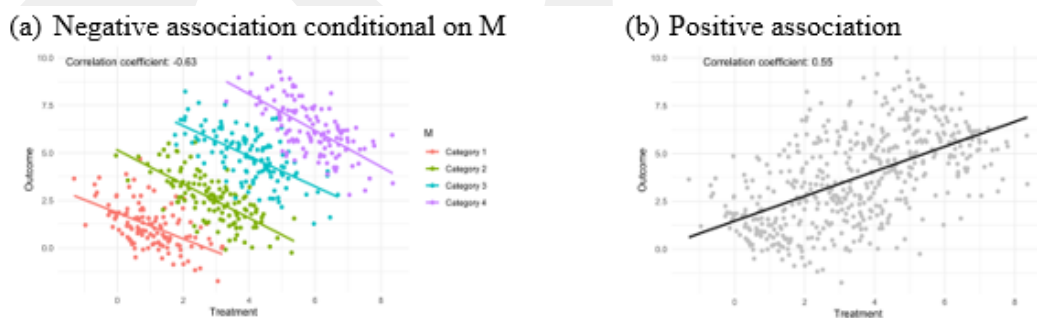 (a) Negative association conditional on M
Correlation coefficient: -0.63
10.0
7.5
5.0
2.5
0.0
Outcome
0
2
4
6
8
Treatment
M
Category 1
Category 2
Category 3
Category 4
(b) Positive association
Correlation coefficient: 0.55
10.0
7.5
5.0
2.5
0.0
Outcome
0
2
4
6
8
Treatment